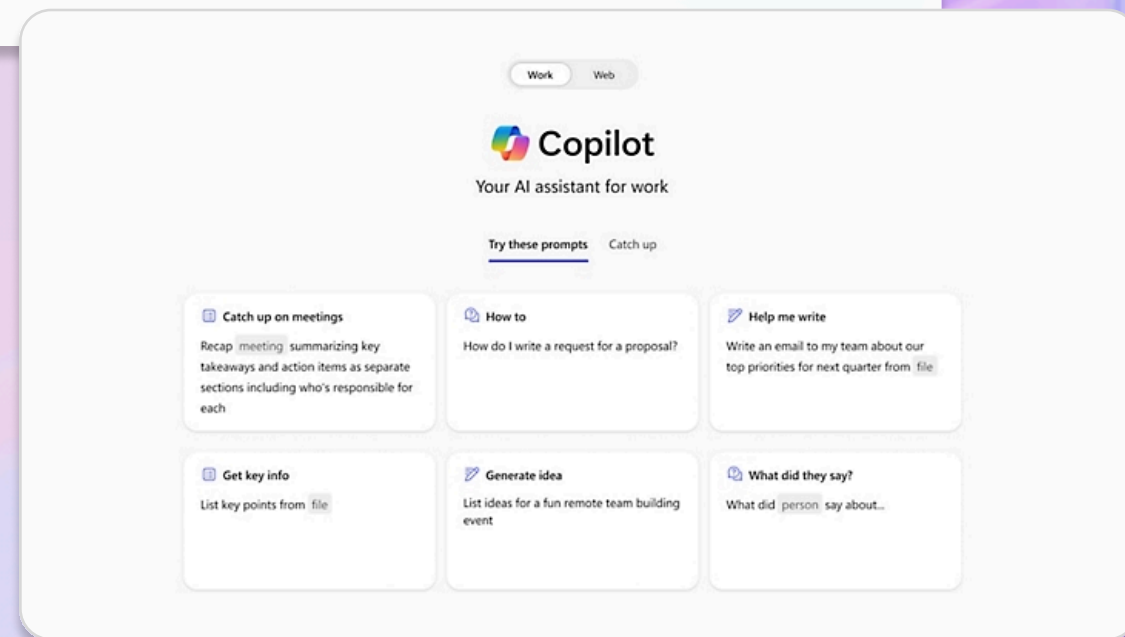 Work Web
Copilot
Your AI assistant for work
Try these prompts Catch up
Catch up on meetings
Recap meeting summarizing key
takeaways and action items as separate
sections including who's responsible for
each
How to
How do I write a request for a proposal?
Help me write
Write an email to my team about our
top priorities for next quarter from file
Get key info
List key points from file
Generate idea
List ideas for a fun remote team building
event
What did they say?
What did person say about...